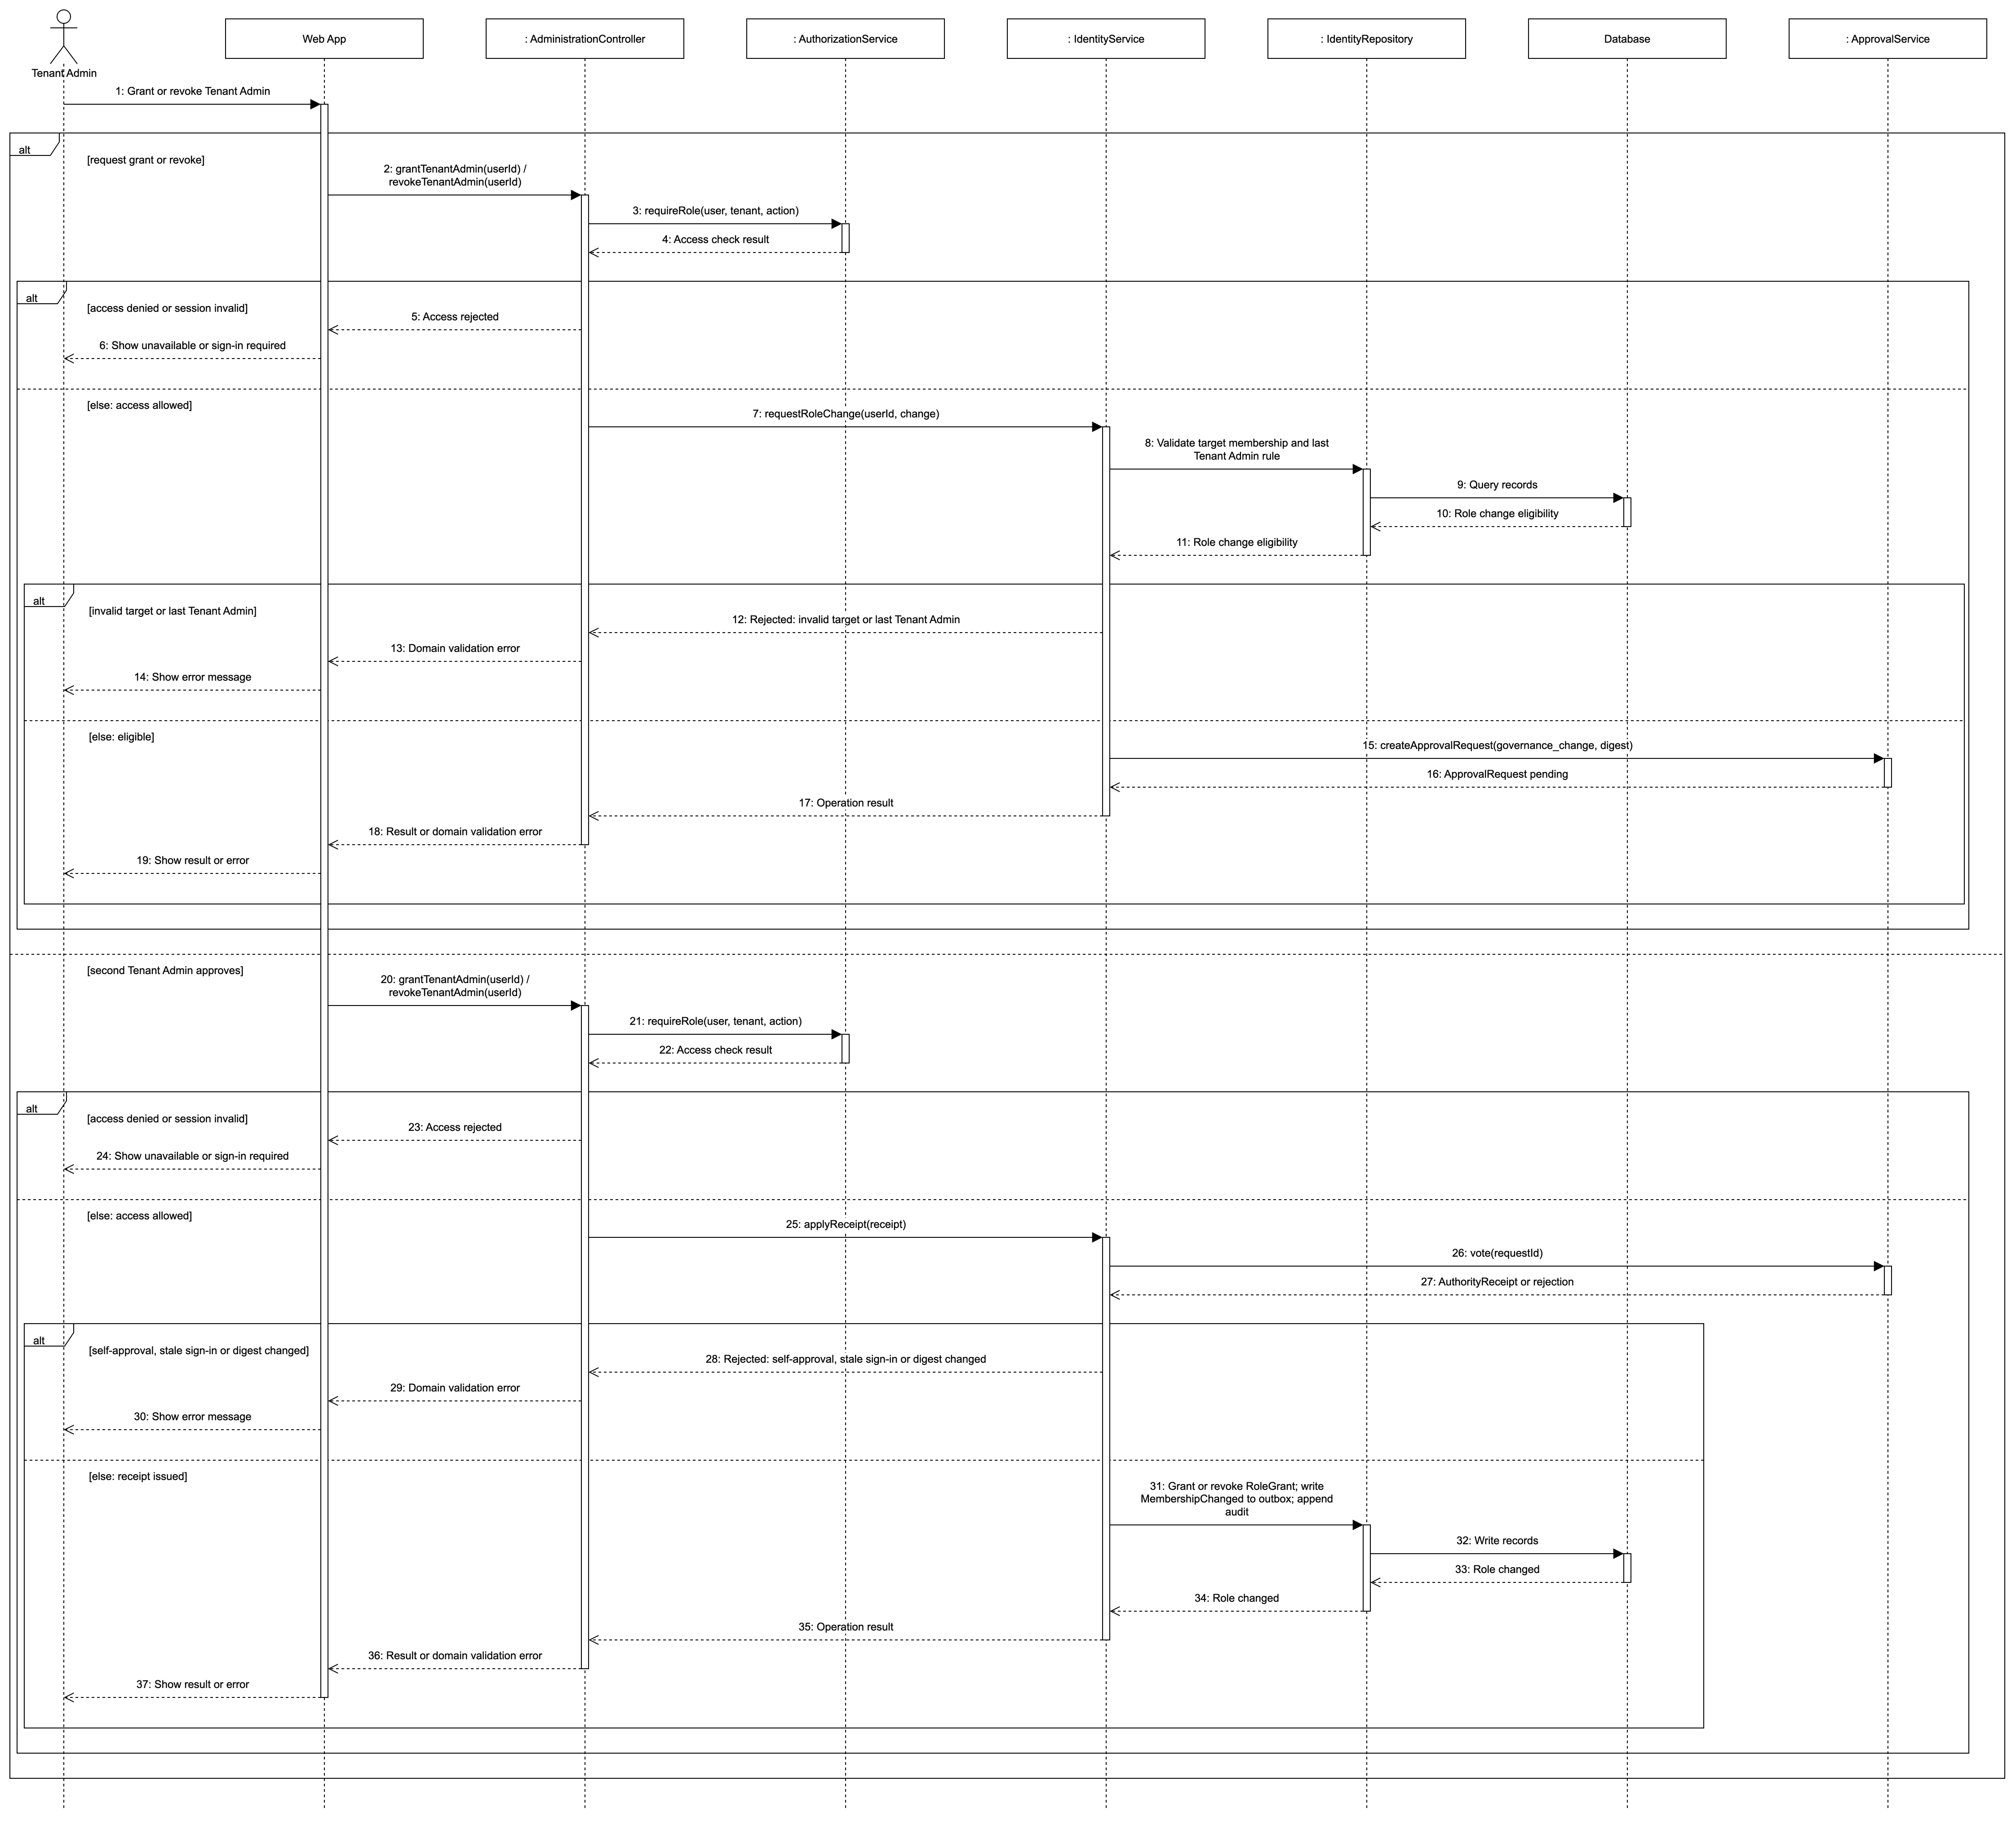 Tenant Admin
Web App
: AdministrationController
: AuthorizationService
: IdentityService
: IdentityRepository
Database
: ApprovalService
1: Grant or revoke Tenant Admin
alt
[request grant or revoke]
2: grantTenantAdmin(userId) /
revokeTenantAdmin(userId)
3: requireRole(user, tenant, action)
4: Access check result
alt
[access denied or session invalid]
5: Access rejected
6: Show unavailable or sign-in required
[else: access allowed]
7: requestRoleChange(userId, change)
8: Validate target membership and last
Tenant Admin rule
9: Query records
10: Role change eligibility
11: Role change eligibility
alt
[invalid target or last Tenant Admin]
12: Rejected: invalid target or last Tenant Admin
13: Domain validation error
14: Show error message
[else: eligible]
15: createApprovalRequest(governance_change, digest)
16: ApprovalRequest pending
17: Operation result
18: Result or domain validation error
19: Show result or error
[second Tenant Admin approves]
20: grantTenantAdmin(userId) /
revokeTenantAdmin(userId)
21: requireRole(user, tenant, action)
22: Access check result
alt
[access denied or session invalid]
23: Access rejected
24: Show unavailable or sign-in required
[else: access allowed]
25: applyReceipt(receipt)
26: vote(requestId)
27: AuthorityReceipt or rejection
alt
[self-approval, stale sign-in or digest changed]
28: Rejected: self-approval, stale sign-in or digest changed
29: Domain validation error
30: Show error message
[else: receipt issued]
31: Grant or revoke RoleGrant; write
MembershipChanged to outbox; append
audit
32: Write records
33: Role changed
34: Role changed
35: Operation result
36: Result or domain validation error
37: Show result or error